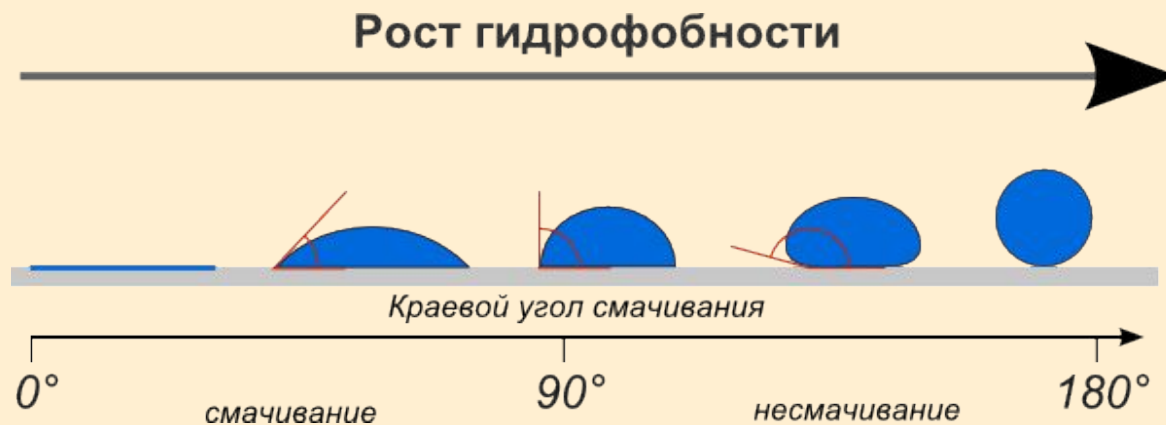 Рост гидрофобности
Краевой угол смачивания
0° 90° 180°
смачивание несмачивание